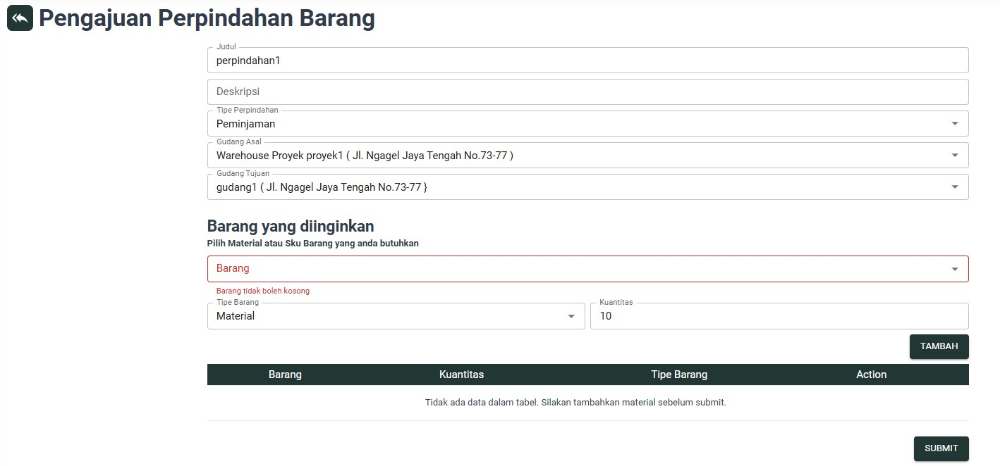 Pengajuan Perpindahan Barang
Judul
perpindahan1
Deskripsi
Tipe Perpindahan
Peminjaman
Gudang Asal
Warehouse Proyek proyek1 ( Jl. Ngagel Jaya Tengah No.73-77 )
Gudang Tujuan
gudang1 ( Jl. Ngagel Jaya Tengah No.73-77 }
Barang yang diinginkan
Pilih Material atau Sku Barang yang anda butuhkan
Barang
Barang tidak boleh kosong
Tipe Barang Kuantitas
Material 10
TAMBAH
Barang Kuantitas Tipe Barang Action
Tidak ada data dalam tabel. Silakan tambahkan material sebelum submit.
SUBMIT